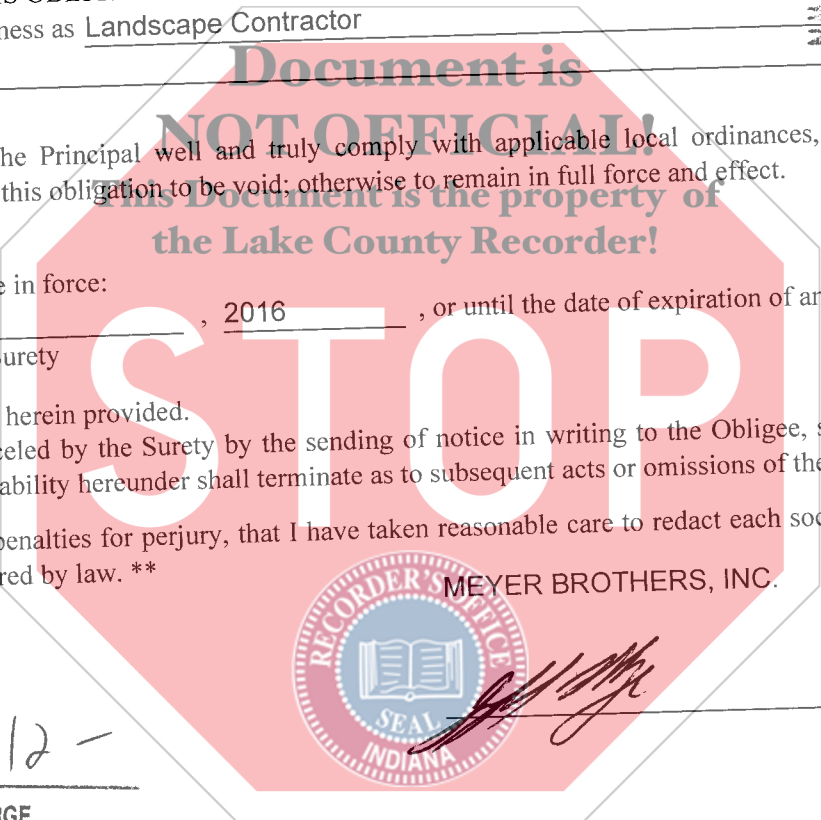 ness as Landscape Contractor
Document is
NOT OFFICIAL!
he Principal well and truly comply with applicable local ordinances,
this obligation to be void; otherwise to remain in full force and effect.
This Document is the property of
the Lake County Recorder!
e in force:
, 2016 , or until the date of expiration of
urety
STOP
herein provided.
celed by the Surety by the sending of notice in writing to the Obligee, s
ability hereunder shall terminate as to subsequent acts or omissions of the
penalties for perjury, that I have taken reasonable care to redact each soc
red by law. **
MEYER BROTHERS, INC.
RECORDER'S OFFICE
SEAL
INDIANA
12 -
RGE